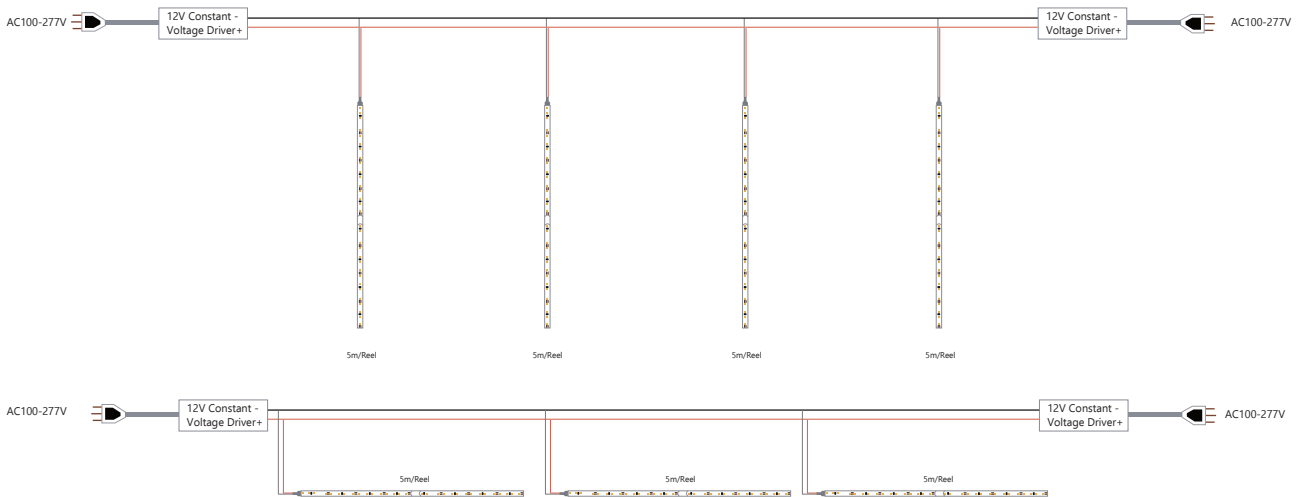 AC100-277V
12V Constant -
Voltage Driver+
12V Constant -
Voltage Driver+
AC100-277V
5m/Reel
5m/Reel
5m/Reel
5m/Reel
AC100-277V
12V Constant -
Voltage Driver+
12V Constant -
Voltage Driver+
AC100-277V
5m/Reel
5m/Reel
5m/Reel